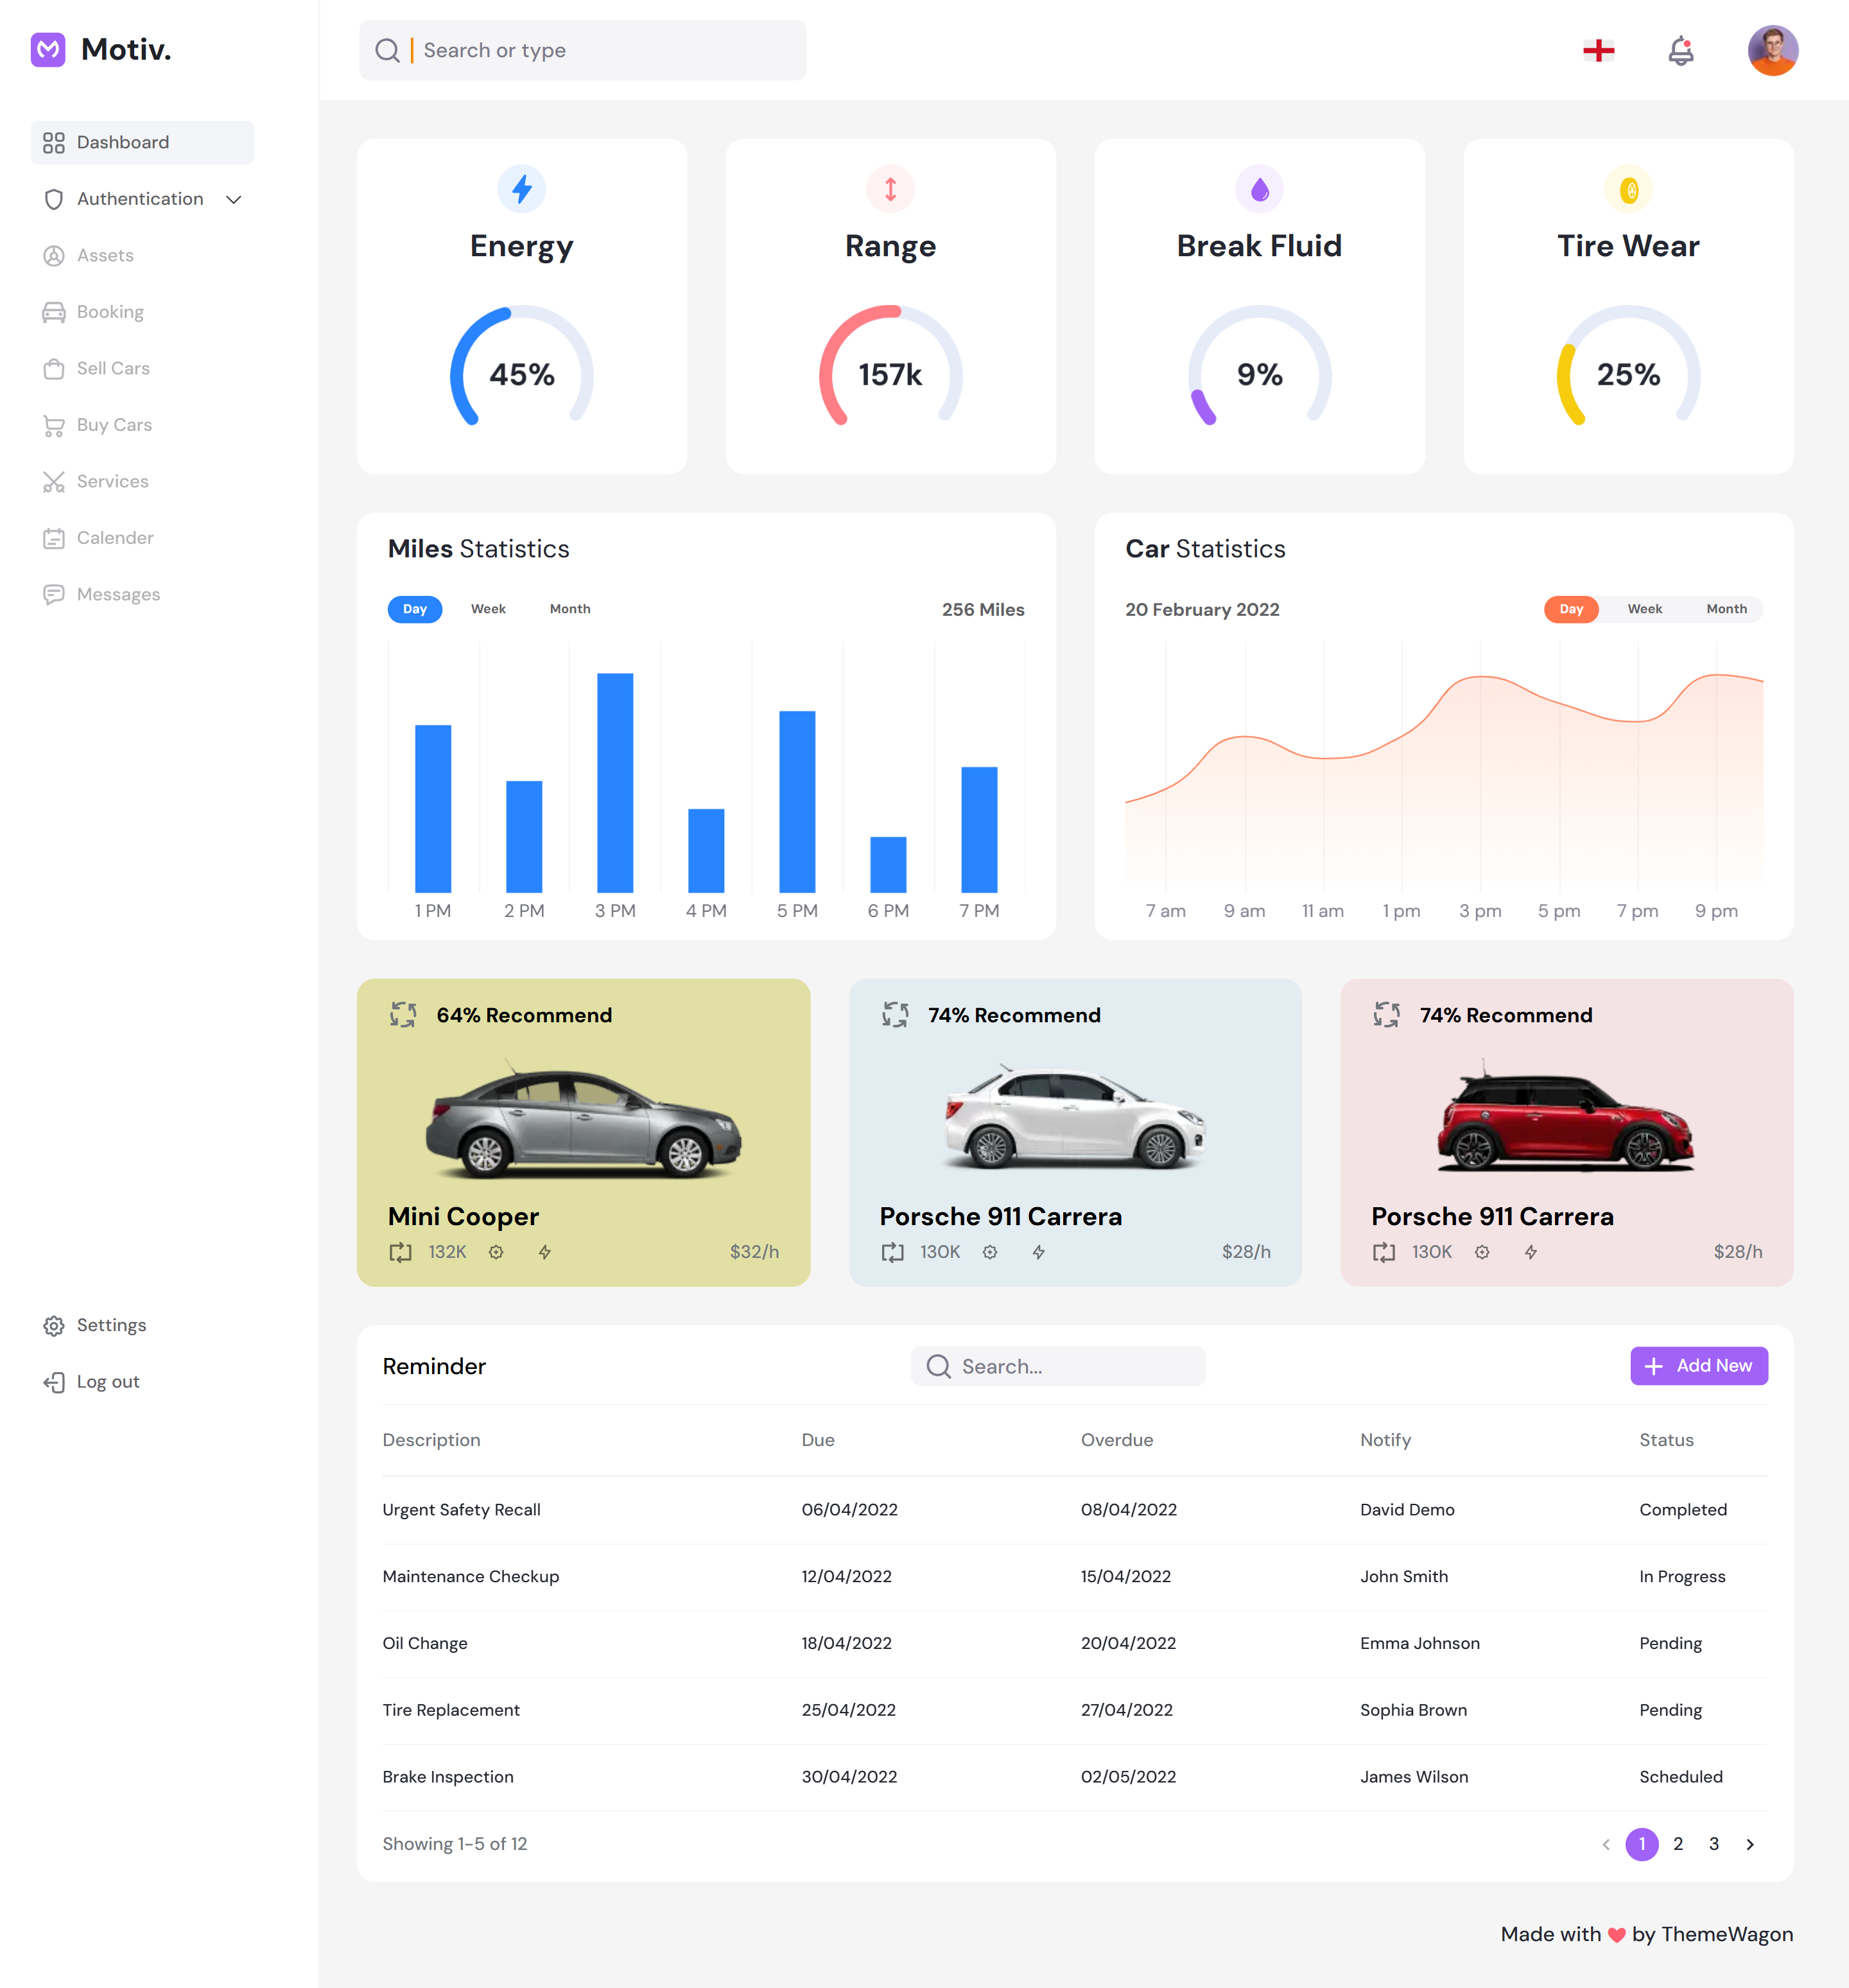 Motiv.
Search or type
Dashboard
Authentication
Assets
Booking
Sell Cars
Buy Cars
Services
Calender
Messages
Settings
Log out
Energy
45%
Range
157k
Break Fluid
9%
Tire Wear
25%
Miles Statistics
Day Week Month 256 Miles
1 PM 2 PM 3 PM 4 PM 5 PM 6 PM 7 PM
Car Statistics
20 February 2022 Day Week Month
7 am 9 am 11 am 1 pm 3 pm 5 pm 7 pm 9 pm
64% Recommend
Mini Cooper
132K $32/h
74% Recommend
Porsche 911 Carrera
130K $28/h
74% Recommend
Porsche 911 Carrera
130K $28/h
Reminder Search... Add New
Description Due Overdue Notify Status
Urgent Safety Recall 06/04/2022 08/04/2022 David Demo Completed
Maintenance Checkup 12/04/2022 15/04/2022 John Smith In Progress
Oil Change 18/04/2022 20/04/2022 Emma Johnson Pending
Tire Replacement 25/04/2022 27/04/2022 Sophia Brown Pending
Brake Inspection 30/04/2022 02/05/2022 James Wilson Scheduled
Showing 1-5 of 12 1 2 3
Made with by ThemeWagon